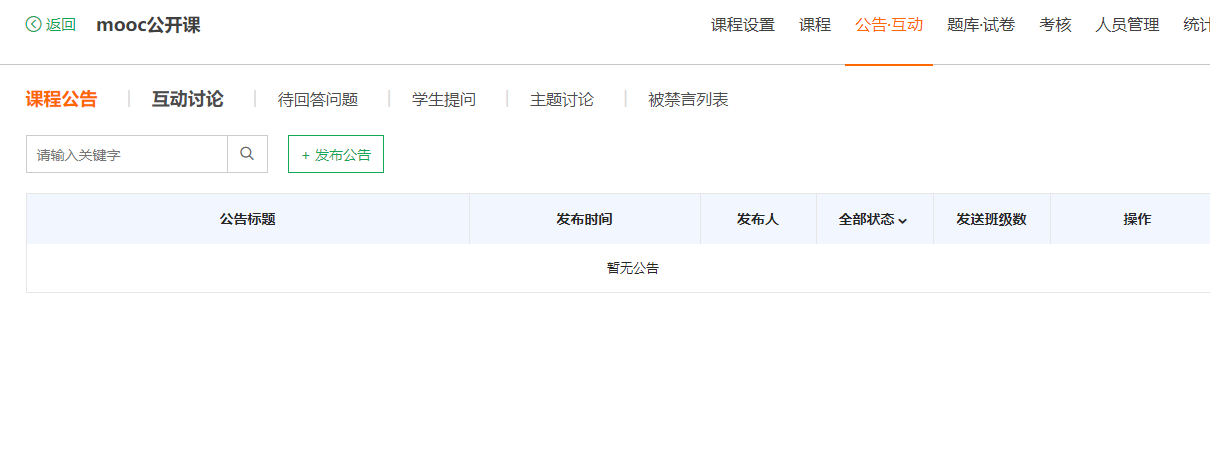 返回 mooc公开课 课程设置 课程 公告·互动 题库·试卷 考核 人员管理 统计
课程公告 互动讨论 待回答问题 学生提问 主题讨论 被禁言列表
请输入关键字 + 发布公告
公告标题 发布时间 发布人 全部状态 发送班级数 操作
暂无公告